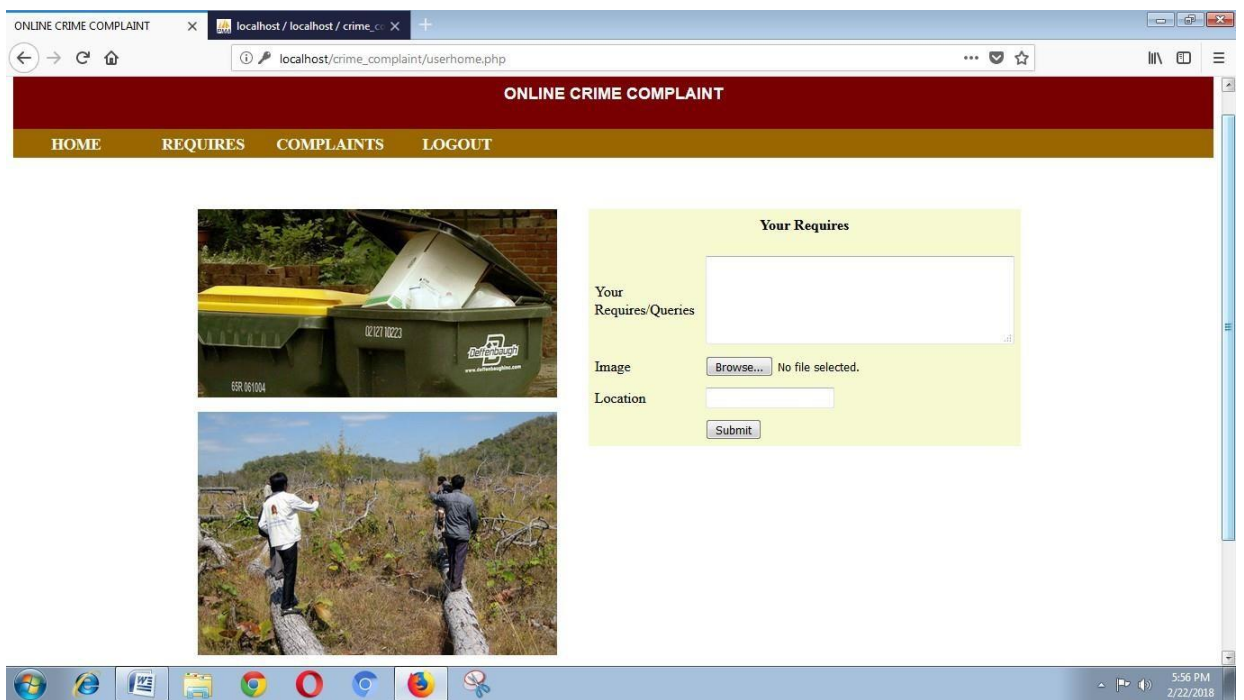 ONLINE CRIME COMPLAINT
localhost / localhost / crime_co
localhost/crime_complaint/userhome.php
ONLINE CRIME COMPLAINT
HOME REQUIRES COMPLAINTS LOGOUT
Your Requires
Your
Requires/Queries
Image Browse... No file selected.
Location
Submit
02127 10223
Deffenbaugh
www.deffenbaughinc.com
65R 061004
5:56 PM
2/22/2018